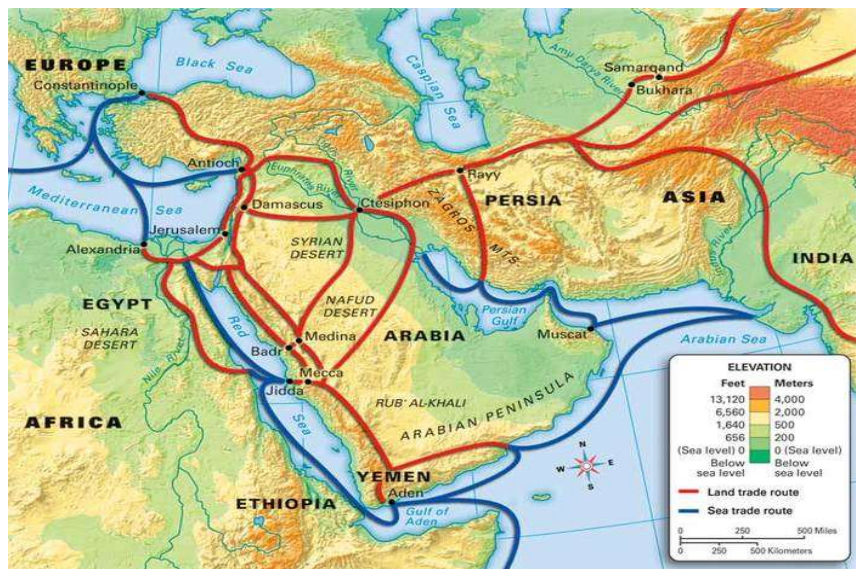 EUROPE
Black Sea
Constantinople
Caspian Sea
Amu Darya River
Samarqand
Bukhara
Antioch
Tigris River
Euphrates River
Rayy
Mediterranean Sea
Damascus
Ctesiphon
ZAGROS MTS.
PERSIA
ASIA
Jerusalem
Alexandria
SYRIAN
DESERT
INDIA
EGYPT
SAHARA
DESERT
NAFUD
DESERT
Persian
Gulf
Red Sea
Medina
ARABIA
Muscat
Arabian Sea
Badr
Nile River
Mecca
Jidda
RUB' AL-KHALI
ARABIAN PENINSULA
AFRICA
YEMEN
Aden
ETHIOPIA
Gulf of
Aden
N
W E
S
ELEVATION
Feet Meters
13,120 4,000
6,560 2,000
1,640 500
656 200
(Sea level) 0 0 (Sea level)
Below Below
sea level sea level
Land trade route
Sea trade route
0 250 500 Miles
0 250 500 Kilometers